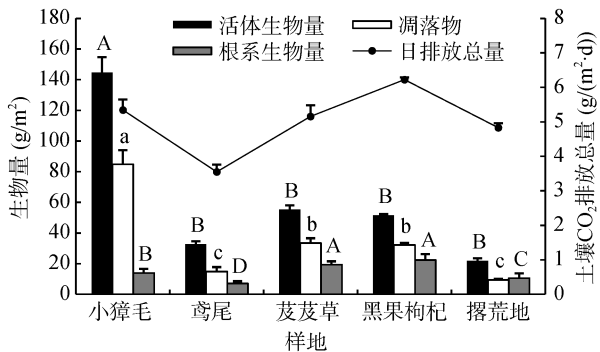 活体生物量 凋落物
根系生物量 日排放总量
生物量 (g/m²)
180
160
140
120
100
80
60
40
20
0
A
a
B
B
c
D
B
b
A
B
b
A
B
c
C
8
7
6
5
4
3
2
1
0
土壤CO₂排放总量 (g/(m²·d))
小獐毛 鸢尾 芨芨草 黑果枸杞 撂荒地
样地